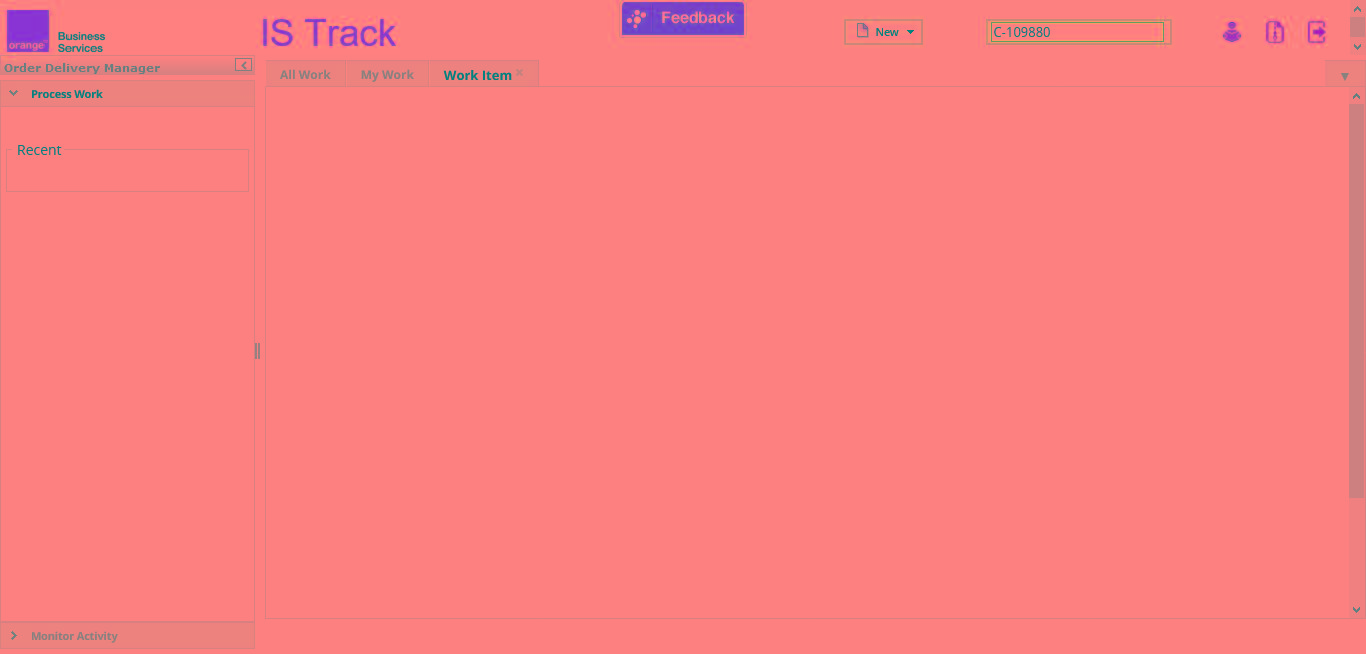 orange
Business
Services
IS Track
Feedback
New
C-109880
Order Delivery Manager
All Work
My Work
Work Item
Process Work
Recent
Monitor Activity